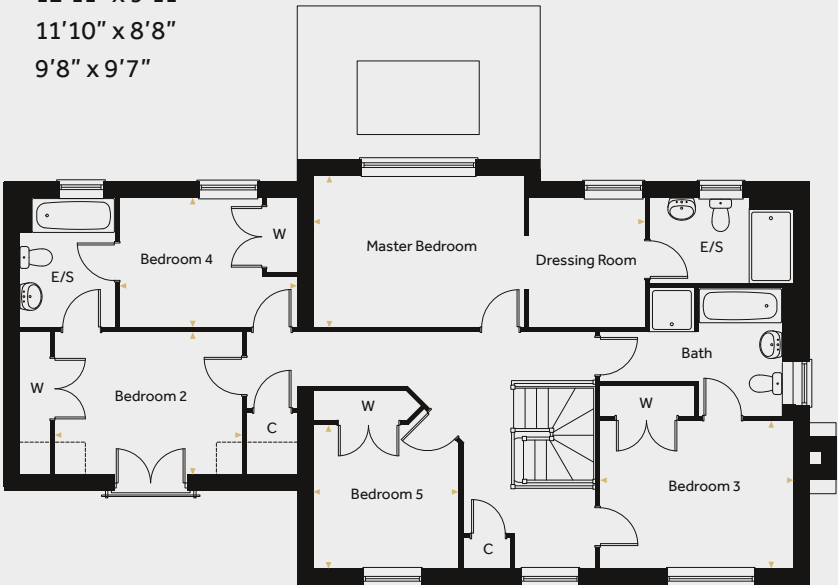 11’10” x 8’8”
9’8” x 9’7”
W
Bedroom 4
Master Bedroom
E/S
Dressing Room
E/S
Bath
W
Bedroom 2
W
W
C
Bedroom 5
Bedroom 3
C